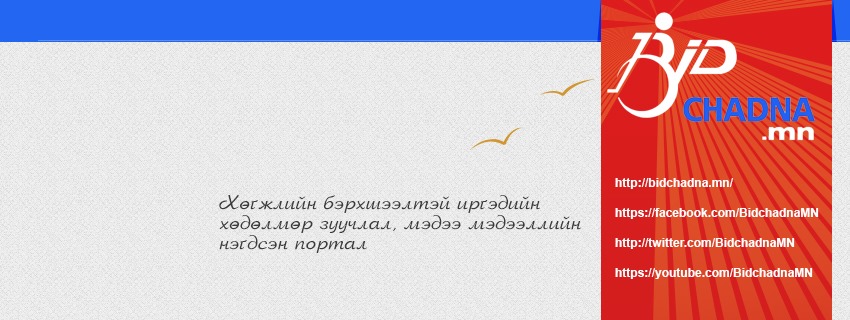 BiD
CHADNA
.mn
http://bidchadna.mn/
https://facebook.com/BidchadnaMN
http://twitter.com/BidchadnaMN
https://youtube.com/BidchadnaMN
Хөгжлийн бэрхшээлтэй иргэдийн
хөдөлмөр зуучлал, мэдээ мэдээллийн
нэгдсэн портал